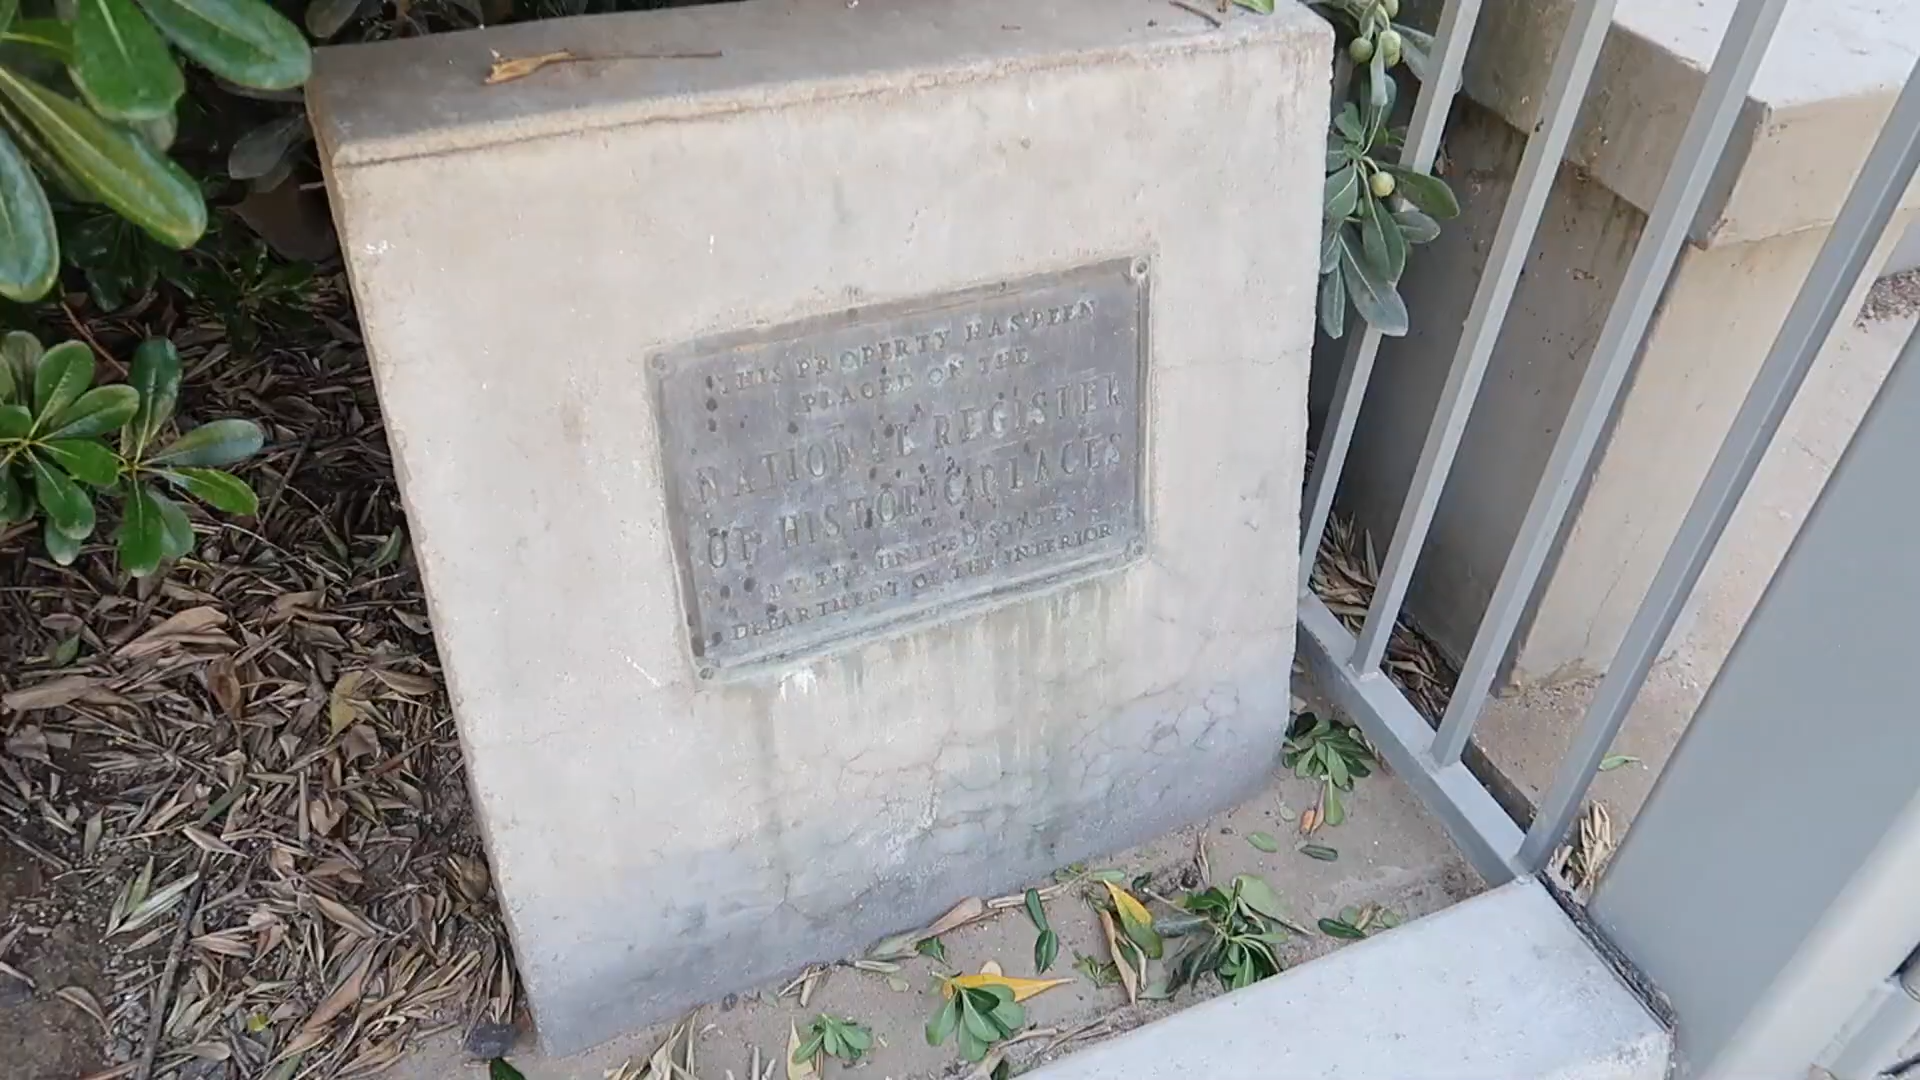 THIS PROPERTY HAS BEEN
PLACED ON THE
NATIONAL REGISTER
OF HISTORIC PLACES
BY THE UNITED STATES
DEPARTMENT OF THE INTERIOR